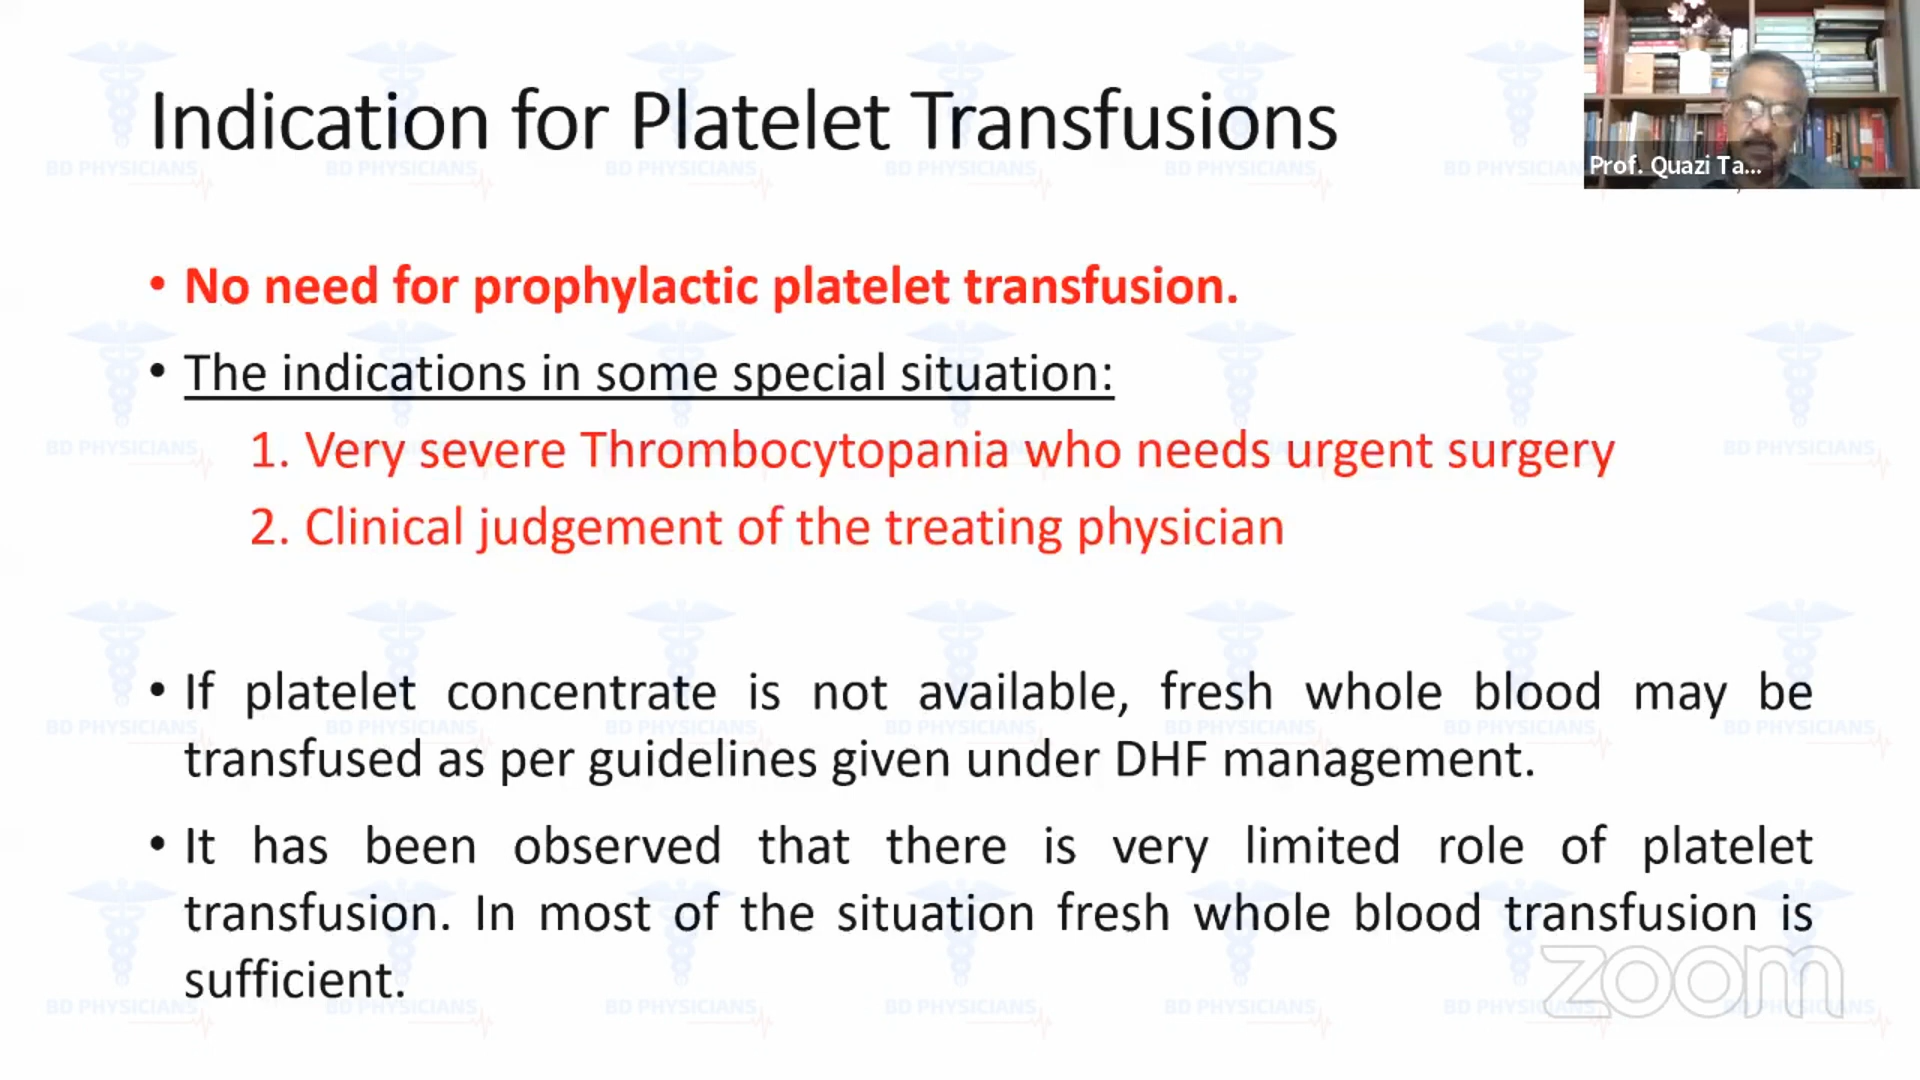 Indication for Platelet Transfusions
Prof. Quazi Ta...
• No need for prophylactic platelet transfusion.
• The indications in some special situation:
1. Very severe Thrombocytopania who needs urgent surgery
2. Clinical judgement of the treating physician
• If platelet concentrate is not available, fresh whole blood may be
transfused as per guidelines given under DHF management.
• It has been observed that there is very limited role of platelet
transfusion. In most of the situation fresh whole blood transfusion is
sufficient.
zoom
BD PHYSICIANS